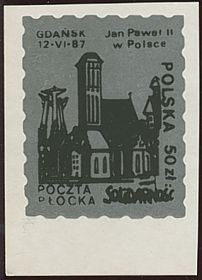 GDAŃSK
12-VI-87
Jan Paweł II
w Polsce
POLSKA 50 zł:
POCZTA
PŁOCKA
SOLIDARNOŚĆ